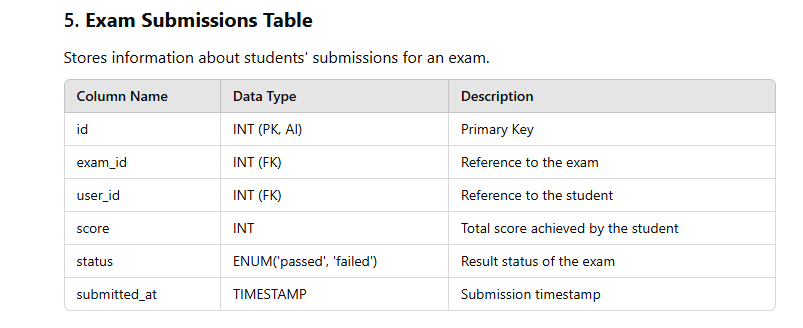 5. Exam Submissions Table
Stores information about students' submissions for an exam.
Column Name Data Type Description
id INT (PK, AI) Primary Key
exam_id INT (FK) Reference to the exam
user_id INT (FK) Reference to the student
score INT Total score achieved by the student
status ENUM('passed', 'failed') Result status of the exam
submitted_at TIMESTAMP Submission timestamp